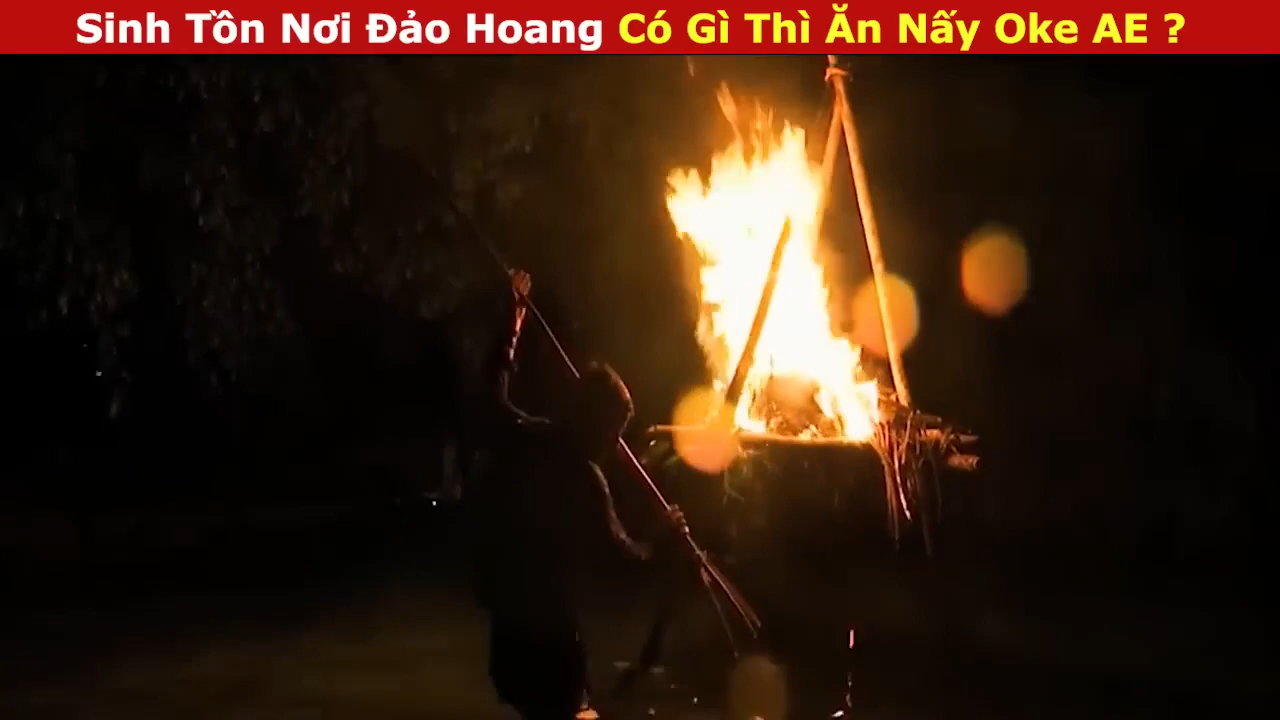 Sinh Tồn Nơi Đảo Hoang Có Gì Thì Ăn Nấy Oke AE ?